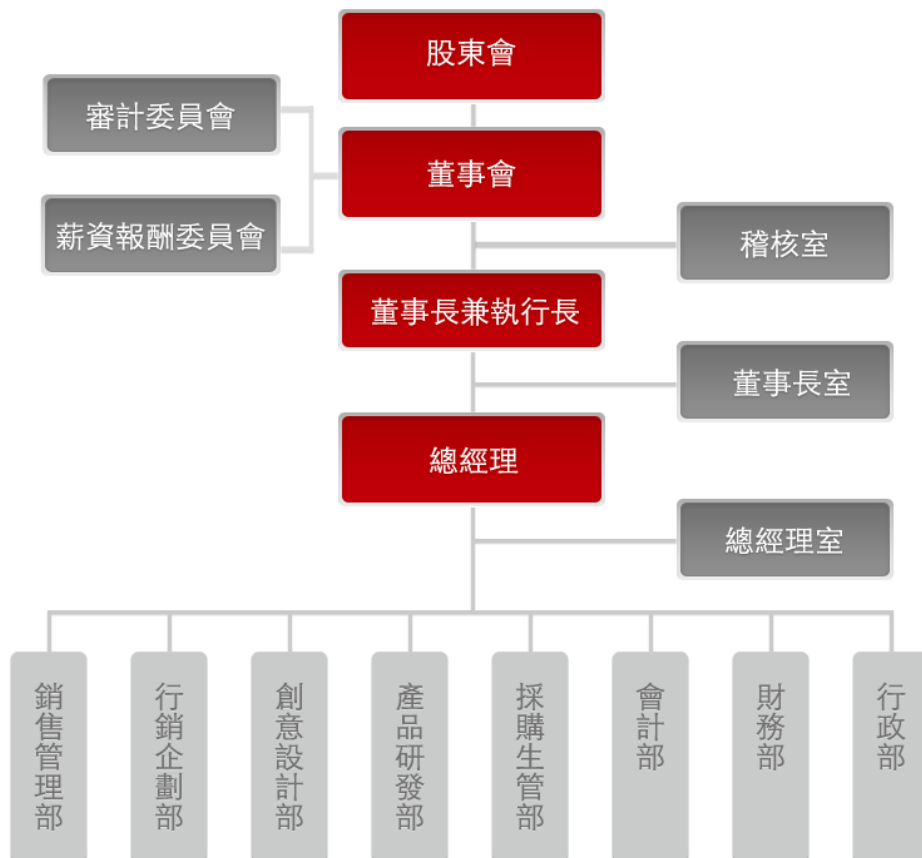 股東會
審計委員會
董事會
薪資報酬委員會
稽核室
董事長兼執行長
董事長室
總經理
總經理室
銷售管理部
行銷企劃部
創意設計部
產品研發部
採購生管部
會計部
財務部
行政部